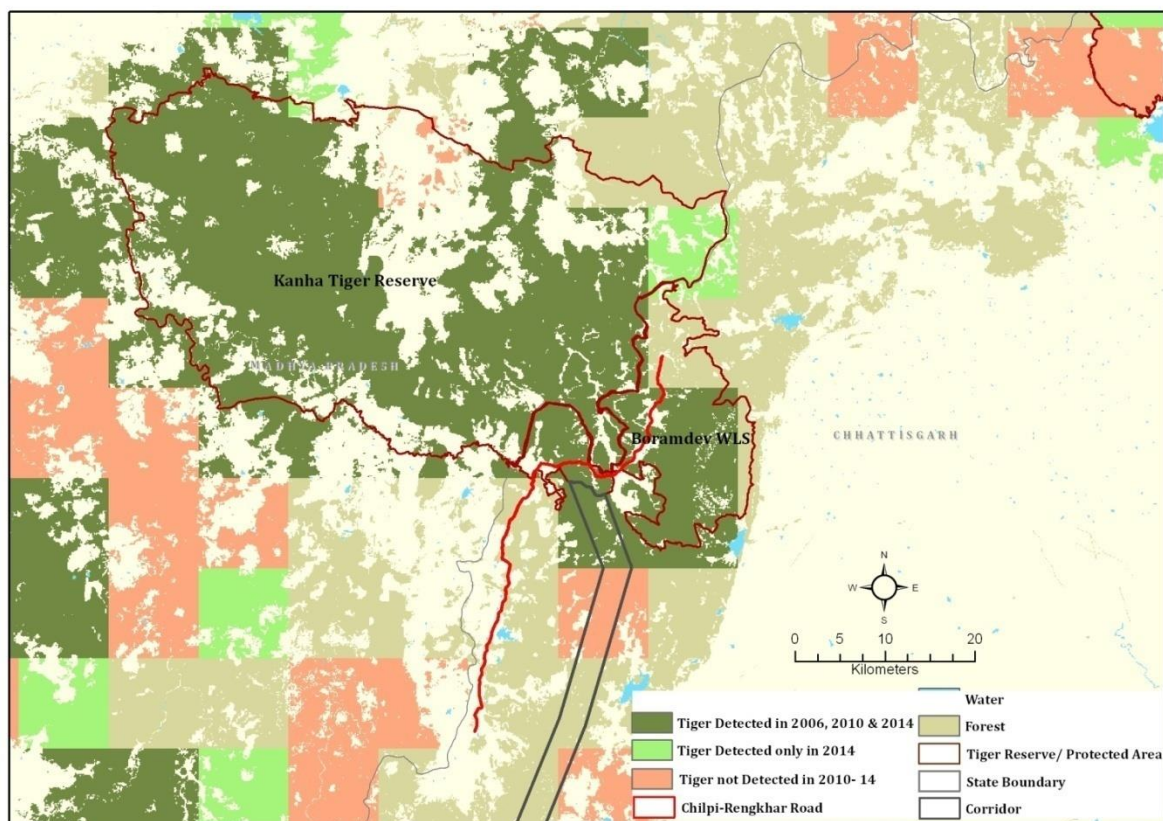 Kanha Tiger Reserve
MADHYA PRADESH
Boramdev WLS
CHHATTISGARH
N
W E
S
0 5 10 20
Kilometers
Tiger Detected in 2006, 2010 & 2014
Tiger Detected only in 2014
Tiger not Detected in 2010- 14
Chilpi-Rengkhar Road
Water
Forest
Tiger Reserve/ Protected Area
State Boundary
Corridor